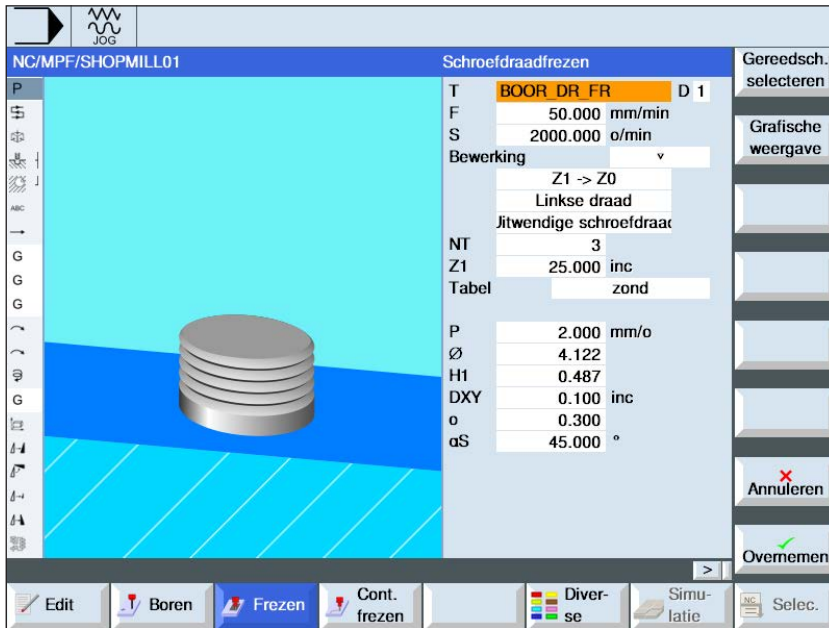 JOG
NC/MPF/SHOPMILL01
Schroefdraadfrezen
T BOOR_DR_FR D 1
F 50.000 mm/min
S 2000.000 o/min
Bewerking ▿
Z1 -> Z0
Linkse draad
Uitwendige schroefdraad
NT 3
Z1 25.000 inc
Tabel zond
P 2.000 mm/o
Ø 4.122
H1 0.487
DXY 0.100 inc
o 0.300
αS 45.000 °
P
ABC
G
G
G
G
Gereedsch.
selecteren
Grafische
weergave
Annuleren
Overnemen
>
Edit
Boren
Frezen
Cont.
frezen
Diver-
se
Simu-
latie
NC
Selec.